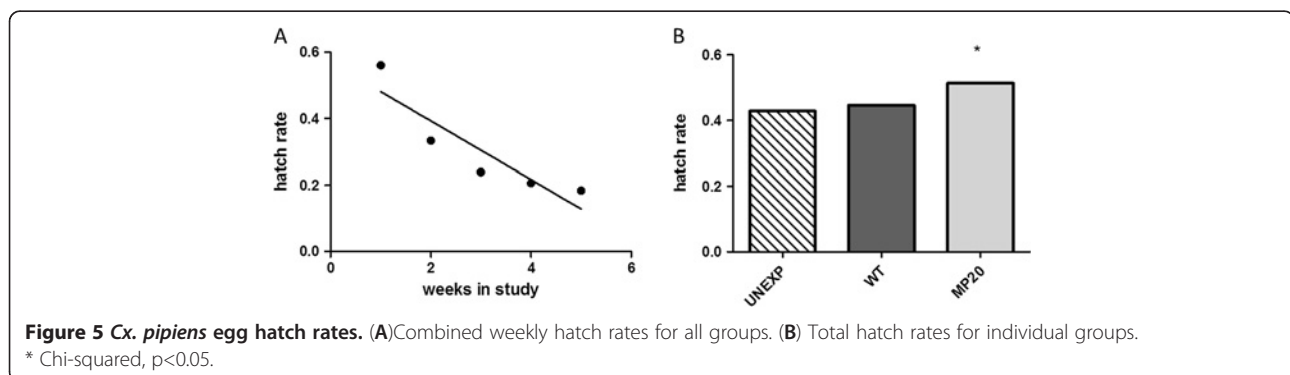 A
0.6
0.4
0.2
0.0
hatch rate
0 2 4 6
weeks in study
B
*
0.6
0.4
0.2
0.0
hatch rate
UNEXP WT MP20
Figure 5 Cx. pipiens egg hatch rates. (A)Combined weekly hatch rates for all groups. (B) Total hatch rates for individual groups.
* Chi-squared, p<0.05.